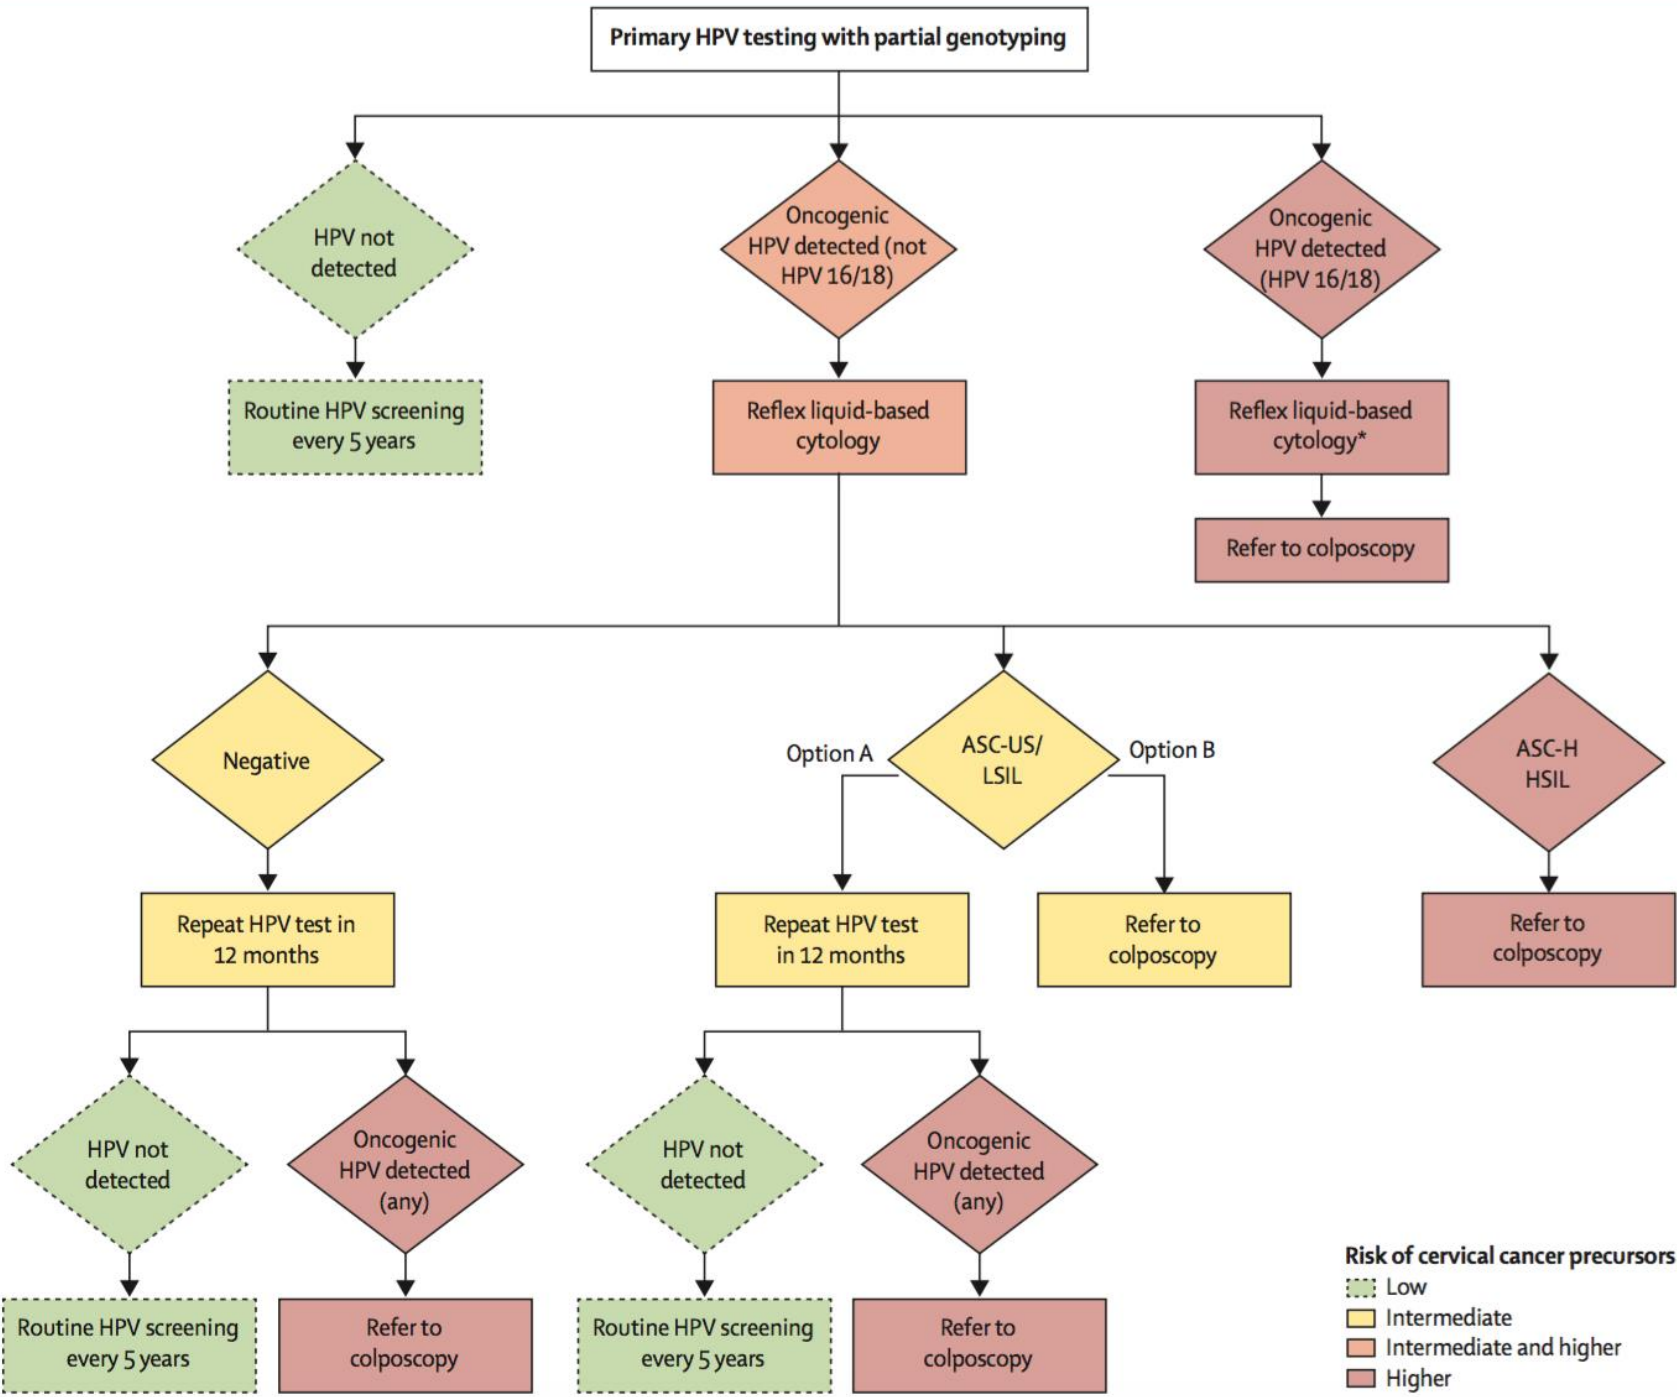 Primary HPV testing with partial genotyping
HPV not
detected
Oncogenic
HPV detected (not
HPV 16/18)
Oncogenic
HPV detected
(HPV 16/18)
Routine HPV screening
every 5 years
Reflex liquid-based
cytology
Reflex liquid-based
cytology*
Refer to colposcopy
Negative
Option A
ASC-US/
LSIL
Option B
ASC-H
HSIL
Repeat HPV test in
12 months
Repeat HPV test
in 12 months
Refer to
colposcopy
Refer to
colposcopy
HPV not
detected
Oncogenic
HPV detected
(any)
HPV not
detected
Oncogenic
HPV detected
(any)
Routine HPV screening
every 5 years
Refer to
colposcopy
Routine HPV screening
every 5 years
Refer to
colposcopy
Risk of cervical cancer precursors
Low
Intermediate
Intermediate and higher
Higher